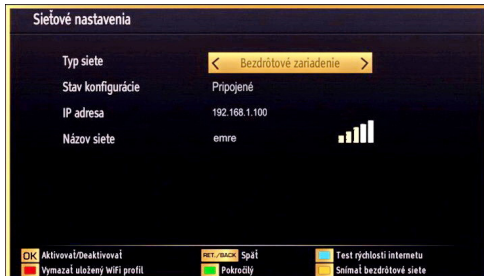 Sieťové nastavenia
Typ siete < Bezdrôtové zariadenie >
Stav konfigurácie Pripojené
IP adresa 192.168.1.100
Názov siete emre
OK Aktivovať/Deaktivovať RET./BACK Späť Test rýchlosti internetu
Vymazať uložený WiFi profil Pokročilý Snímať bezdrôtové siete